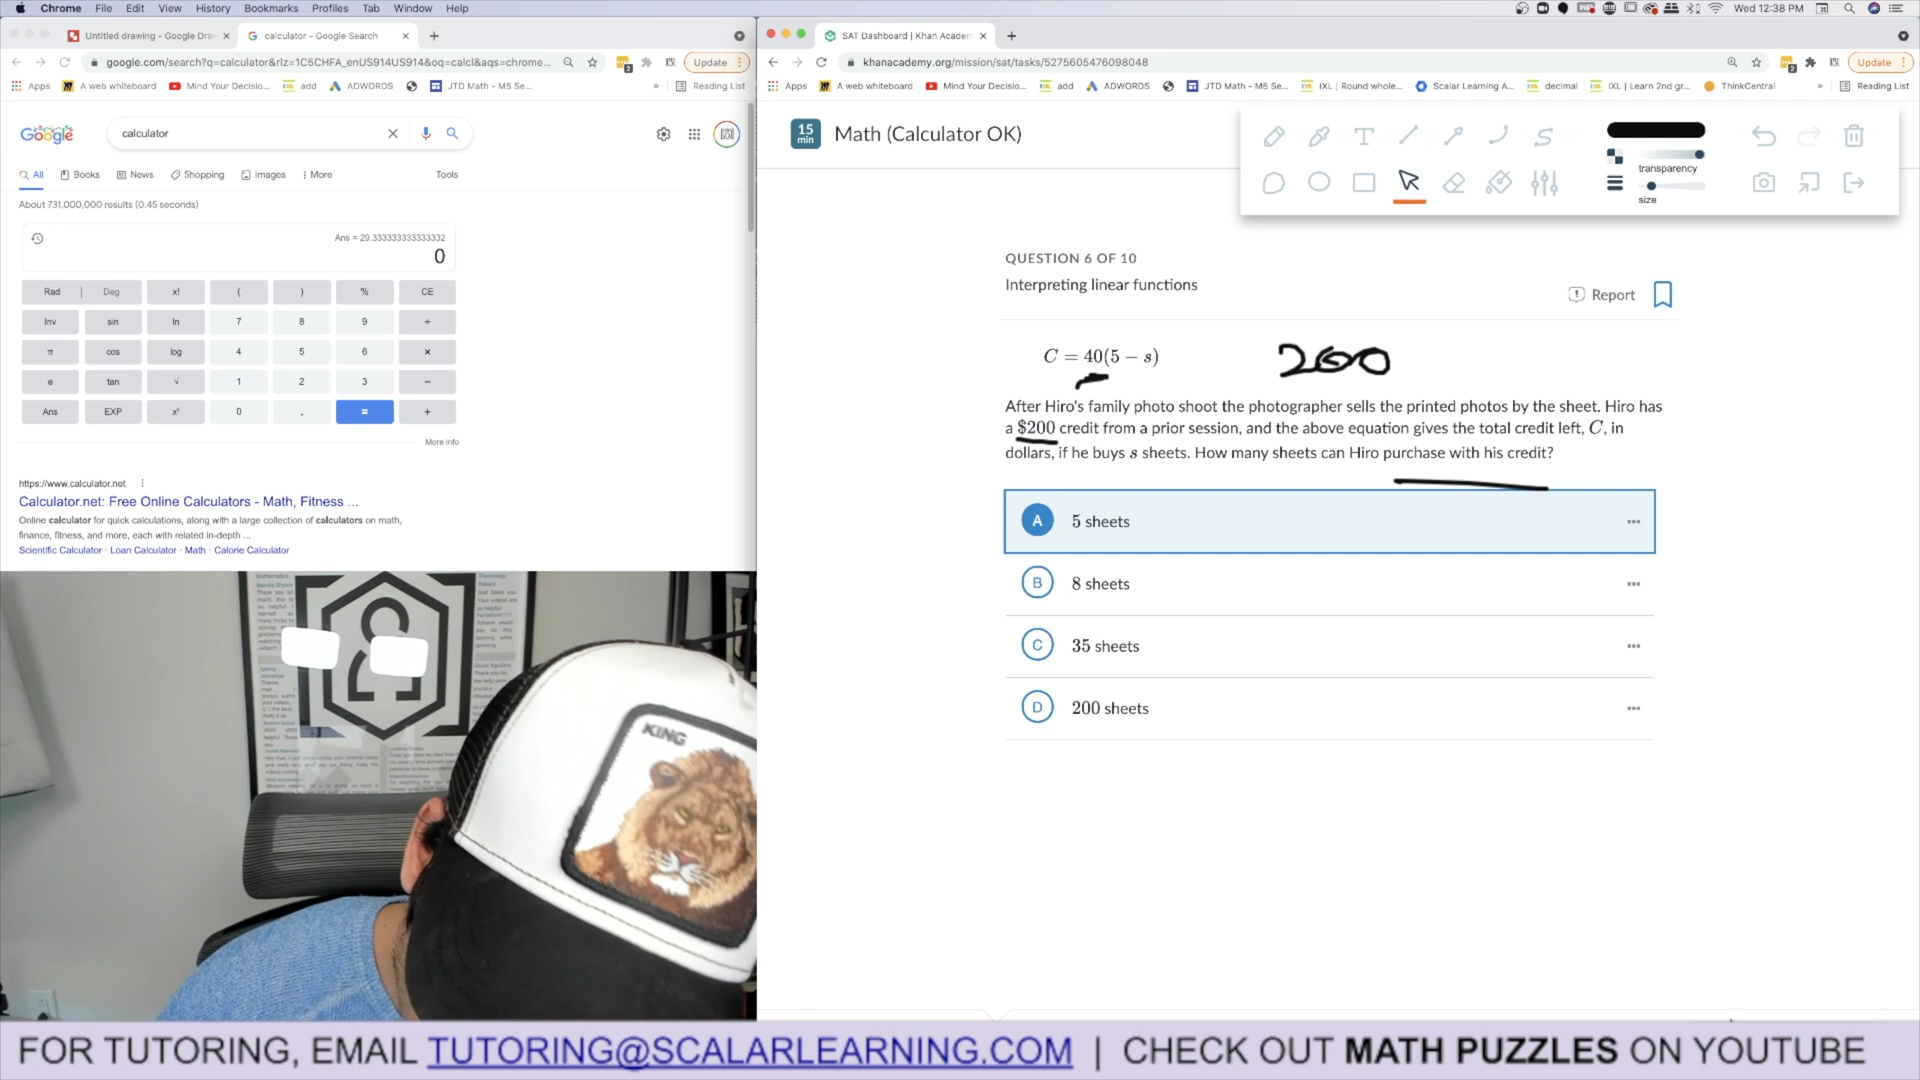 Chrome File Edit View History Bookmarks Profiles Tab Window Help
Wed 12:38 PM
Untitled drawing - Google Dra
calculator - Google Search
google.com/search?q=calculator&rlz=1C5CHFA_enUS914US914&oq=calcl&aqs=chrome...
Update
Apps A web whiteboard Mind Your Decisio... add ADWORDS JTD Math - M5 Se... » Reading List
Google
calculator
All Books News Shopping Images More Tools
About 731,000,000 results (0.45 seconds)
Ans = 29.333333333333332
0
Rad | Deg x! ( ) % CE
Inv sin ln 7 8 9 ÷
π cos log 4 5 6 ×
e tan √ 1 2 3 −
Ans EXP 0 . = +
More info
https://www.calculator.net
Calculator.net: Free Online Calculators - Math, Fitness ...
Online calculator for quick calculations, along with a large collection of calculators on math,
finance, fitness, and more, each with related in-depth ...
Scientific Calculator · Loan Calculator · Math · Calorie Calculator
KING
SAT Dashboard | Khan Academ
khanacademy.org/mission/sat/tasks/5275605476098048
Update
Apps A web whiteboard Mind Your Decisio... add ADWORDS JTD Math - M5 Se... IXL | Round whole... Scalar Learning A... decimal IXL | Learn 2nd gr... ThinkCentral » Reading List
15 min
Math (Calculator OK)
transparency
size
QUESTION 6 OF 10
Interpreting linear functions
Report
C = 40(5 − s)
200
After Hiro's family photo shoot the photographer sells the printed photos by the sheet. Hiro has
a $200 credit from a prior session, and the above equation gives the total credit left, C, in
dollars, if he buys s sheets. How many sheets can Hiro purchase with his credit?
A 5 sheets
B 8 sheets
C 35 sheets
D 200 sheets
FOR TUTORING, EMAIL TUTORING@SCALARLEARNING.COM | CHECK OUT MATH PUZZLES ON YOUTUBE